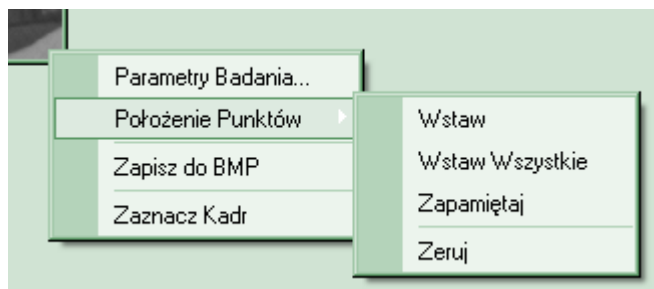 Parametry Badania...
Położenie Punktów
Zapisz do BMP
Zaznacz Kadr
Wstaw
Wstaw Wszystkie
Zapamiętaj
Zeruj